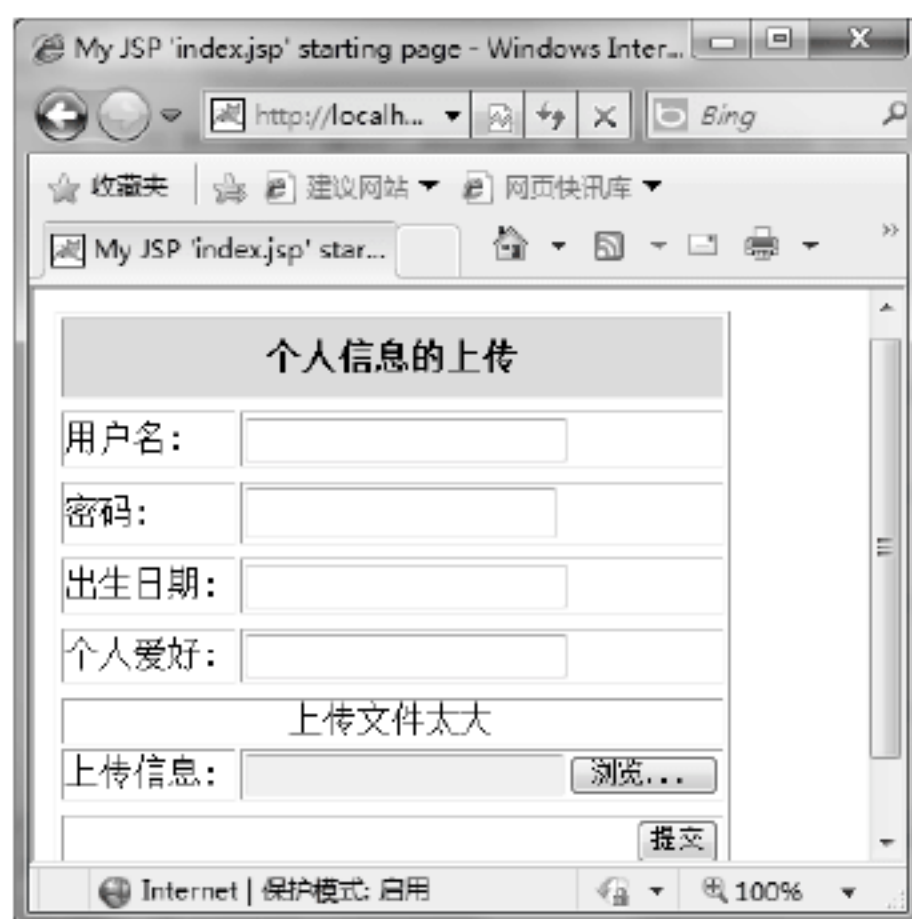 My JSP 'index.jsp' starting page - Windows Inter...
http://localh...
Bing
收藏夹
建议网站
网页快讯库
My JSP 'index.jsp' star...
个人信息的上传
用户名:
密码:
出生日期:
个人爱好:
上传文件太大
上传信息:
浏览...
提交
Internet | 保护模式: 启用
100%